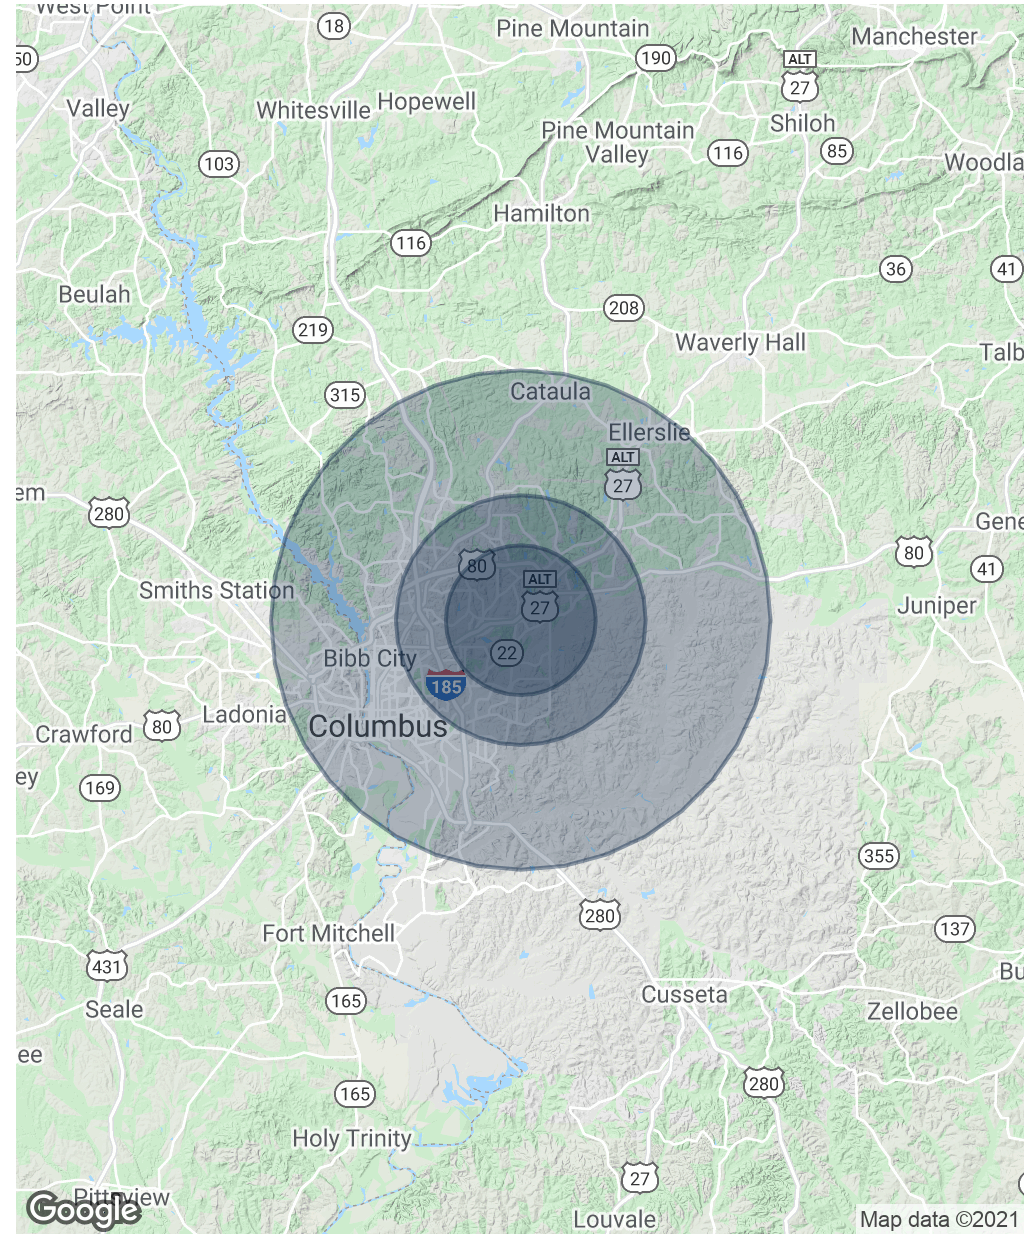 West Point
18
Pine Mountain
Manchester
50
190
ALT
27
Valley
Whitesville
Hopewell
Shiloh
Pine Mountain
Valley
116
85
103
Woodla
Hamilton
116
36
41
Beulah
208
219
Waverly Hall
Talb
315
Cataula
Ellerslie
ALT
27
em
280
Gene
80
80
41
ALT
27
Smiths Station
Juniper
22
Bibb City
185
Ladonia
Columbus
80
Crawford
ey
169
355
280
137
Fort Mitchell
431
Bu
Cusseta
165
Seale
Zellobee
ee
280
165
Holy Trinity
27
Pittsview
Google
Louvale
Map data ©2021